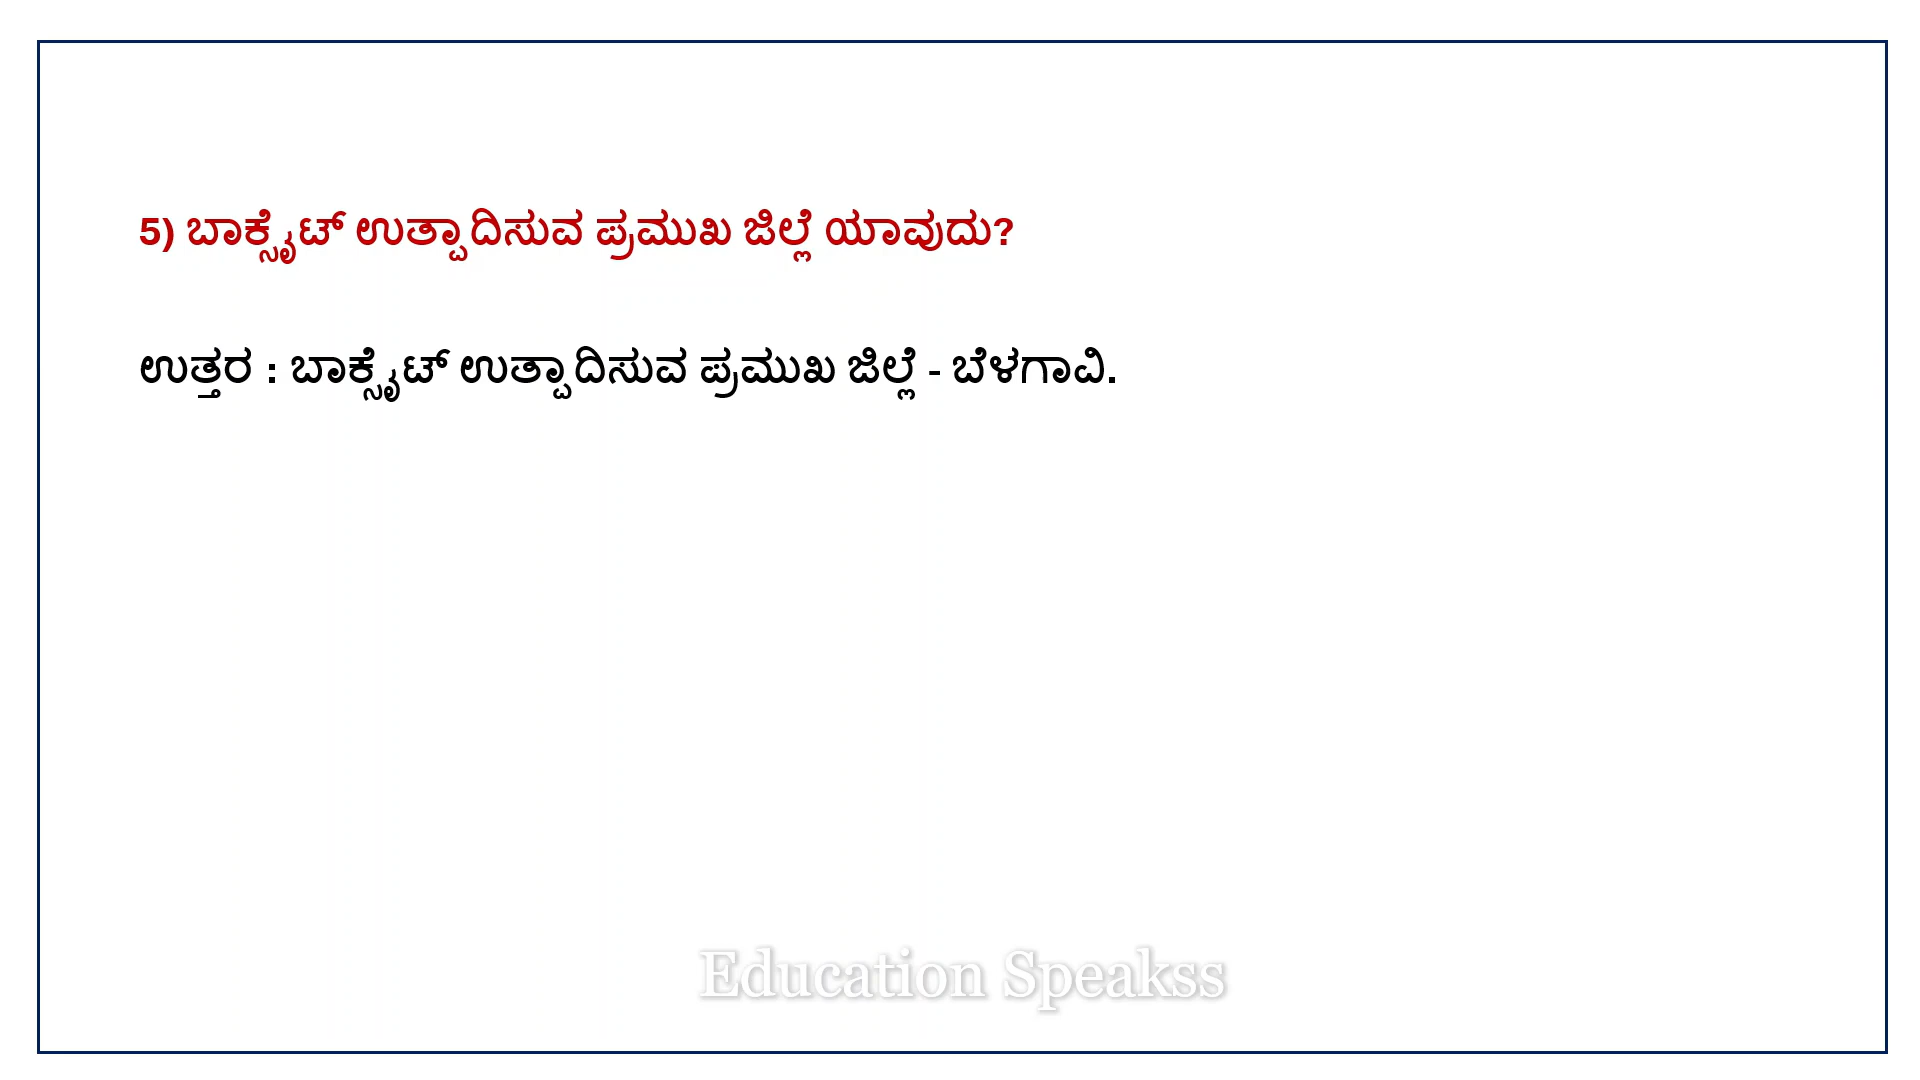 5) ಬಾಕ್ಸೈಟ್ ಉತ್ಪಾದಿಸುವ ಪ್ರಮುಖ ಜಿಲ್ಲೆ ಯಾವುದು?
ಉತ್ತರ : ಬಾಕ್ಸೈಟ್ ಉತ್ಪಾದಿಸುವ ಪ್ರಮುಖ ಜಿಲ್ಲೆ - ಬೆಳಗಾವಿ.
Education Speakss